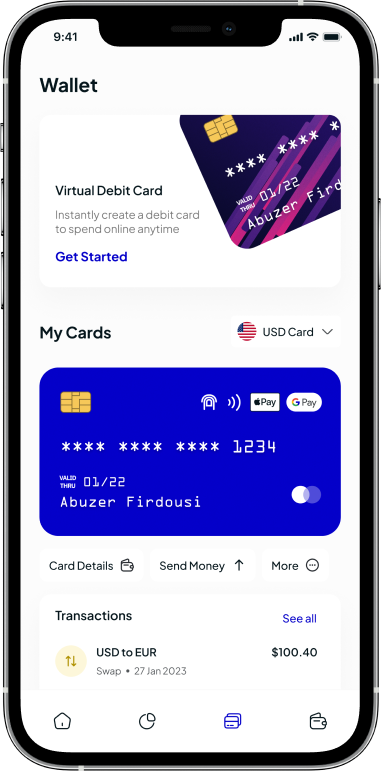 9:41
Wallet
**** **** **** *
VALID
THRU 01/22
Abuzer Fird
Virtual Debit Card
Instantly create a debit card
to spend online anytime
Get Started
My Cards
USD Card
Pay
G Pay
**** **** **** 1234
VALID
THRU 01/22
Abuzer Firdousi
Card Details
Send Money
More
Transactions
See all
USD to EUR
$100.40
Swap • 27 Jan 2023